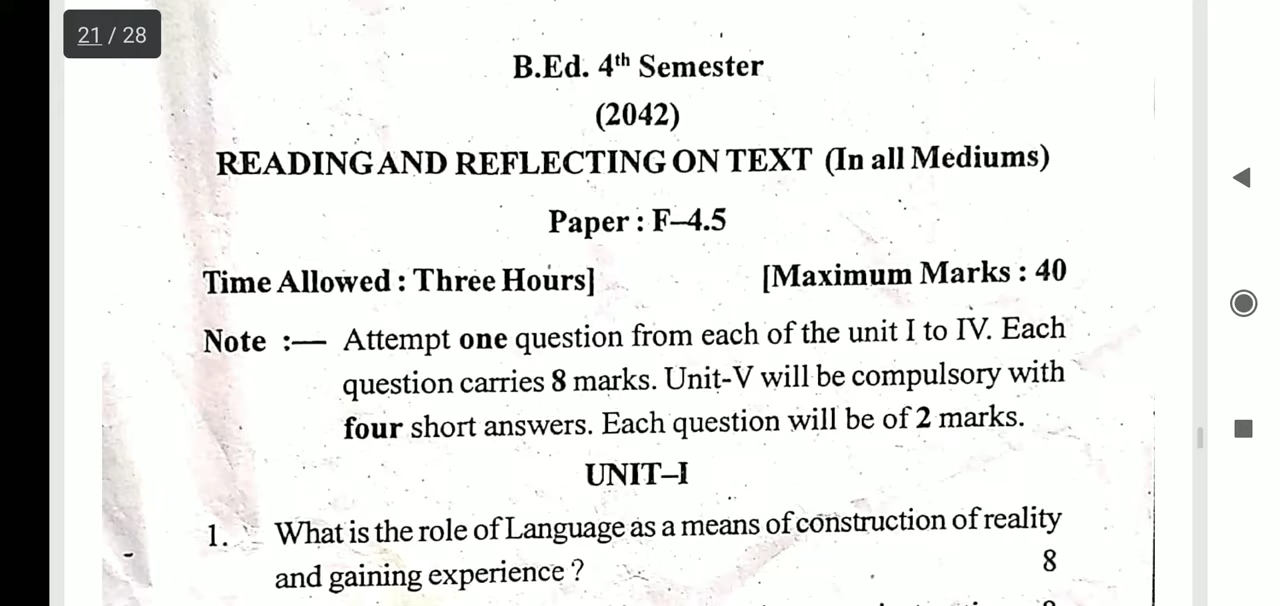 21 / 28
B.Ed. 4th Semester
(2042)
READING AND REFLECTING ON TEXT (In all Mediums)
Paper : F–4.5
Time Allowed : Three Hours] [Maximum Marks : 40
Note :— Attempt one question from each of the unit I to IV. Each
question carries 8 marks. Unit-V will be compulsory with
four short answers. Each question will be of 2 marks.
UNIT–I
1. What is the role of Language as a means of construction of reality
and gaining experience ? 8